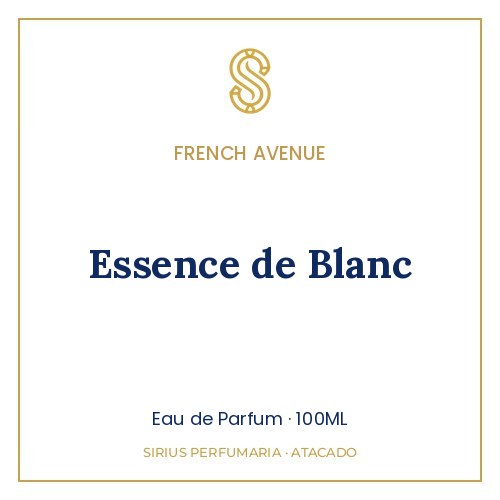 FRENCH AVENUE
Essence de Blanc
Eau de Parfum · 100ML
SIRIUS PERFUMARIA · ATACADO